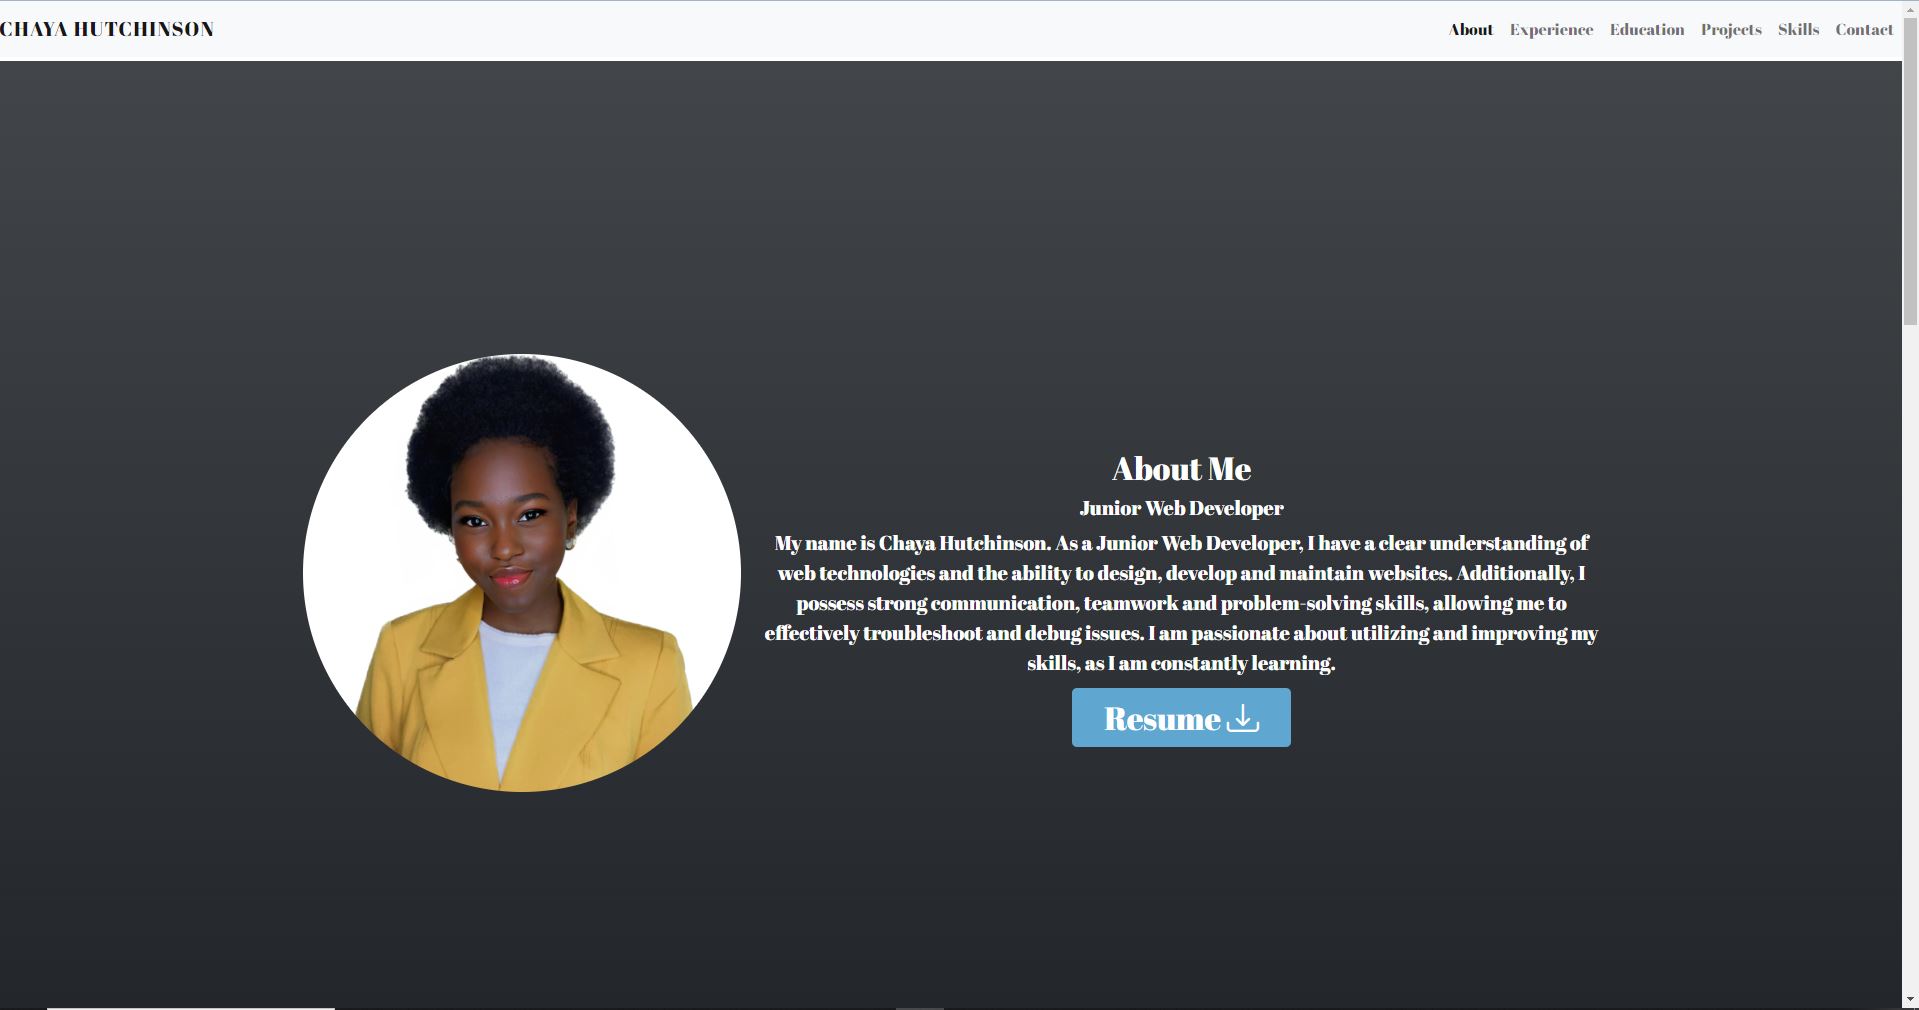 CHAYA HUTCHINSON
About Experience Education Projects Skills Contact
About Me
Junior Web Developer
My name is Chaya Hutchinson. As a Junior Web Developer, I have a clear understanding of
web technologies and the ability to design, develop and maintain websites. Additionally, I
possess strong communication, teamwork and problem-solving skills, allowing me to
effectively troubleshoot and debug issues. I am passionate about utilizing and improving my
skills, as I am constantly learning.
Resume